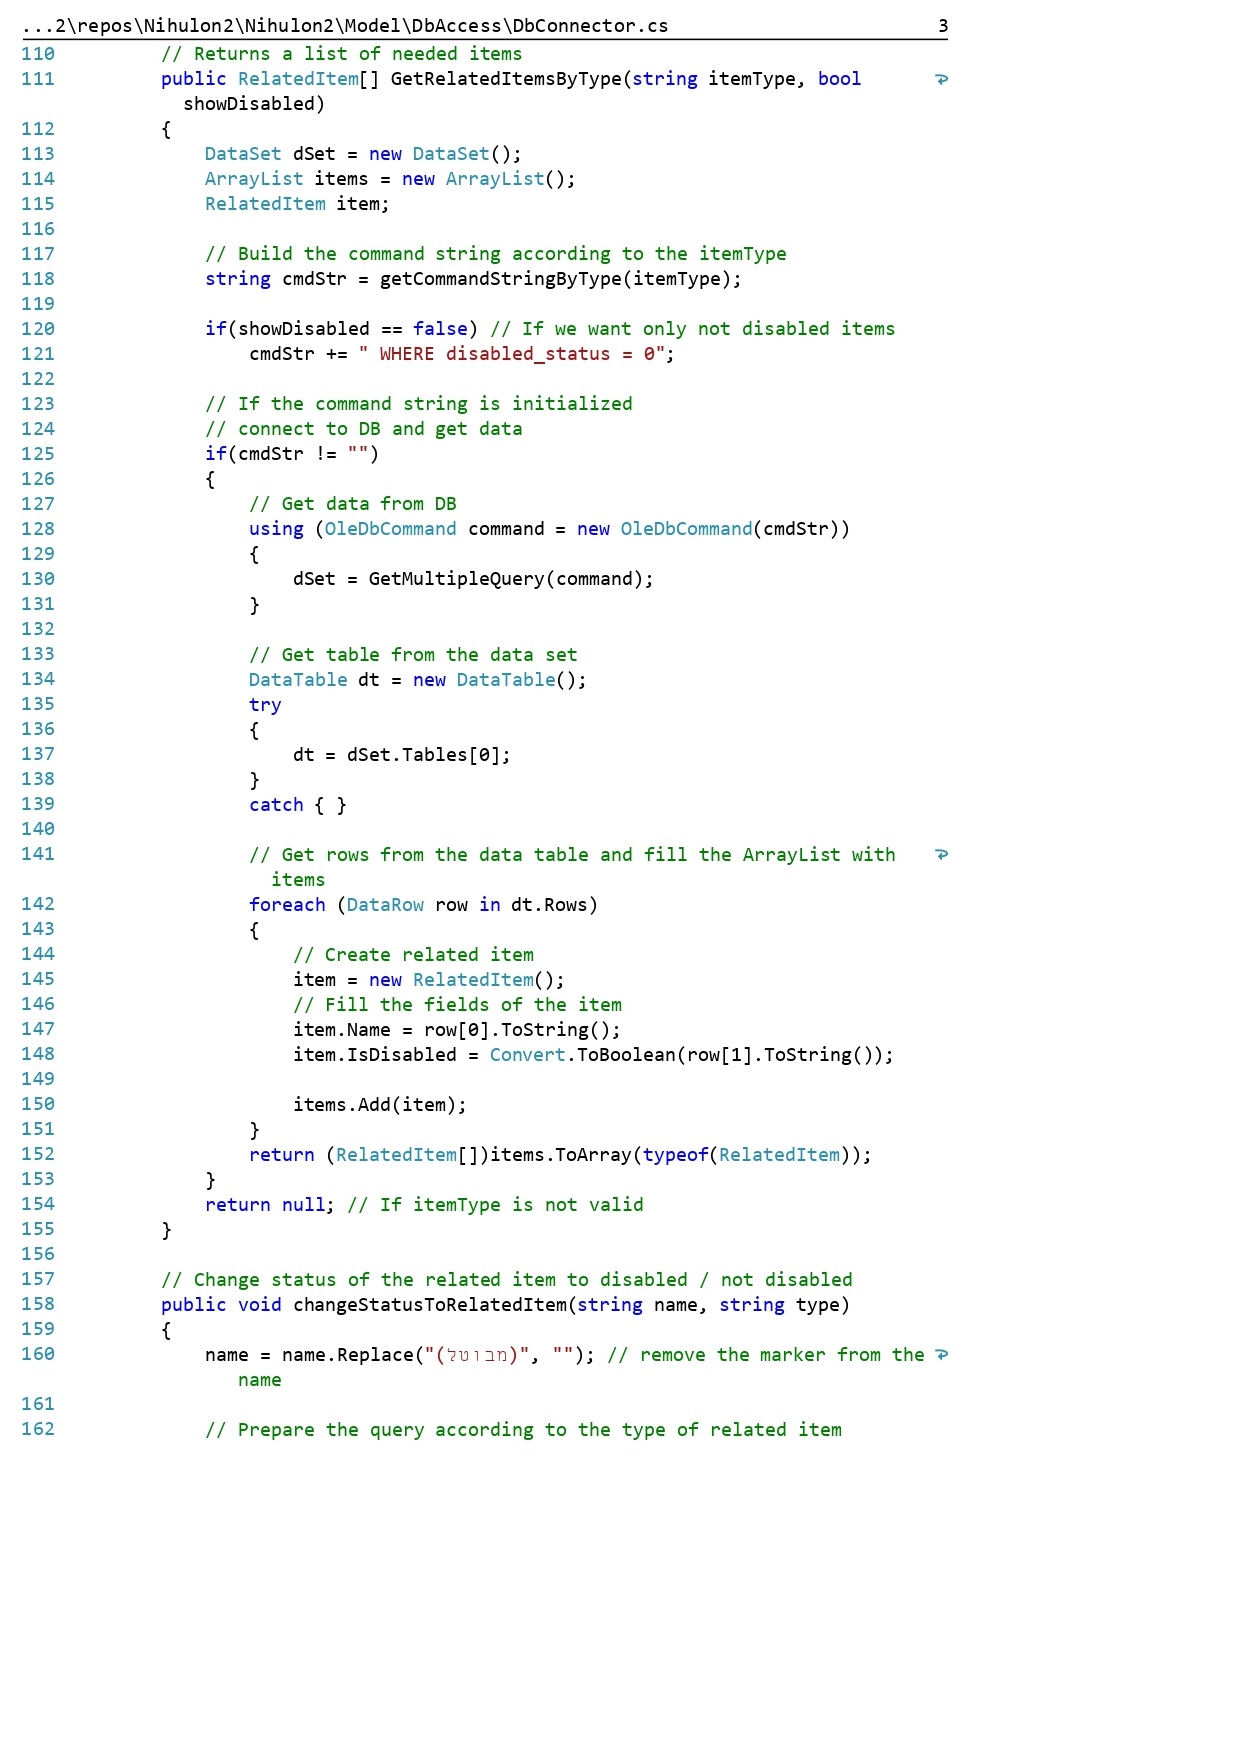 ...2\repos\Nihulon2\Nihulon2\Model\DbAccess\DbConnector.cs 3
110 // Returns a list of needed items
111 public RelatedItem[] GetRelatedItemsByType(string itemType, bool
showDisabled)
112 {
113 DataSet dSet = new DataSet();
114 ArrayList items = new ArrayList();
115 RelatedItem item;
116
117 // Build the command string according to the itemType
118 string cmdStr = getCommandStringByType(itemType);
119
120 if(showDisabled == false) // If we want only not disabled items
121 cmdStr += " WHERE disabled_status = 0";
122
123 // If the command string is initialized
124 // connect to DB and get data
125 if(cmdStr != "")
126 {
127 // Get data from DB
128 using (OleDbCommand command = new OleDbCommand(cmdStr))
129 {
130 dSet = GetMultipleQuery(command);
131 }
132
133 // Get table from the data set
134 DataTable dt = new DataTable();
135 try
136 {
137 dt = dSet.Tables[0];
138 }
139 catch { }
140
141 // Get rows from the data table and fill the ArrayList with
items
142 foreach (DataRow row in dt.Rows)
143 {
144 // Create related item
145 item = new RelatedItem();
146 // Fill the fields of the item
147 item.Name = row[0].ToString();
148 item.IsDisabled = Convert.ToBoolean(row[1].ToString());
149
150 items.Add(item);
151 }
152 return (RelatedItem[])items.ToArray(typeof(RelatedItem));
153 }
154 return null; // If itemType is not valid
155 }
156
157 // Change status of the related item to disabled / not disabled
158 public void changeStatusToRelatedItem(string name, string type)
159 {
160 name = name.Replace("(מבוטל)", ""); // remove the marker from the
name
161
162 // Prepare the query according to the type of related item